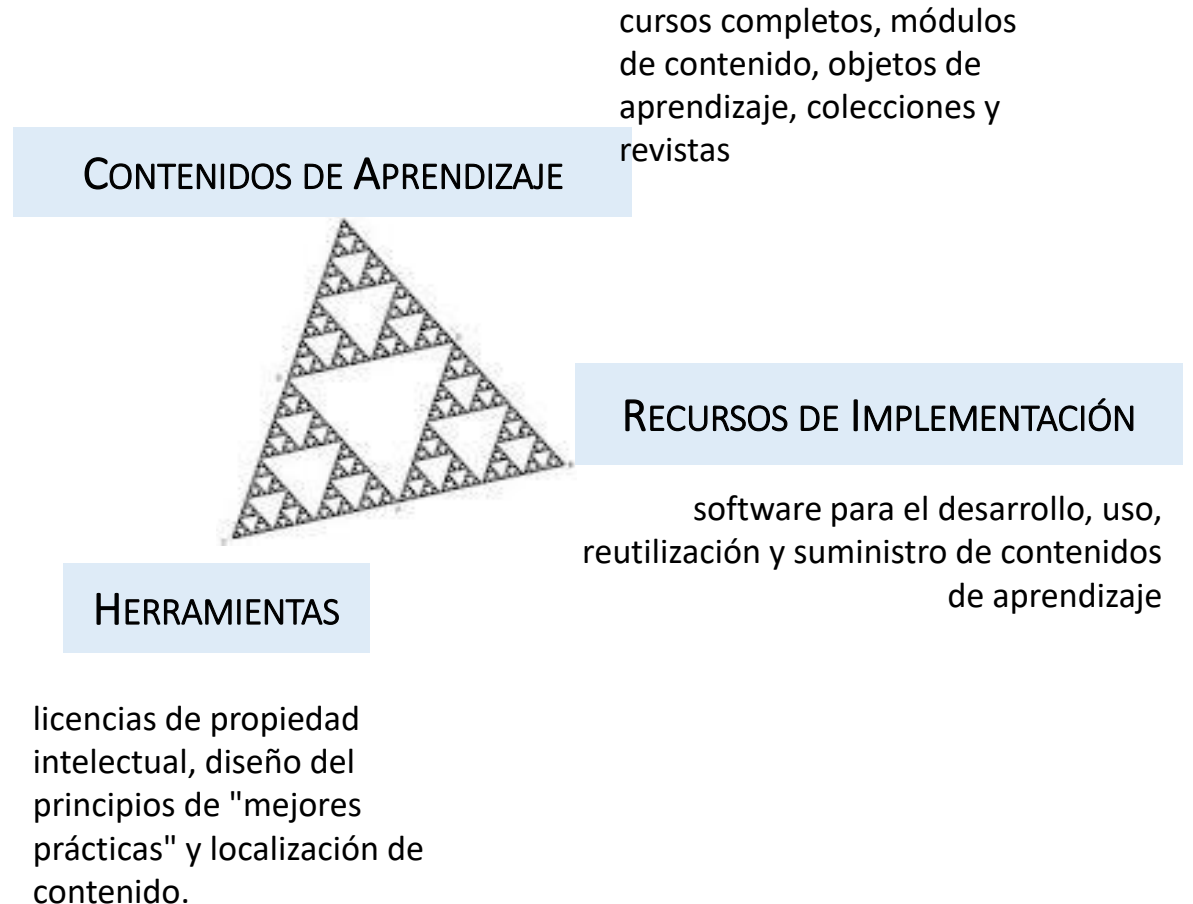 cursos completos, módulos
de contenido, objetos de
aprendizaje, colecciones y
revistas
CONTENIDOS DE APRENDIZAJE
RECURSOS DE IMPLEMENTACIÓN
software para el desarrollo, uso,
reutilización y suministro de contenidos
de aprendizaje
HERRAMIENTAS
licencias de propiedad
intelectual, diseño del
principios de "mejores
prácticas" y localización de
contenido.